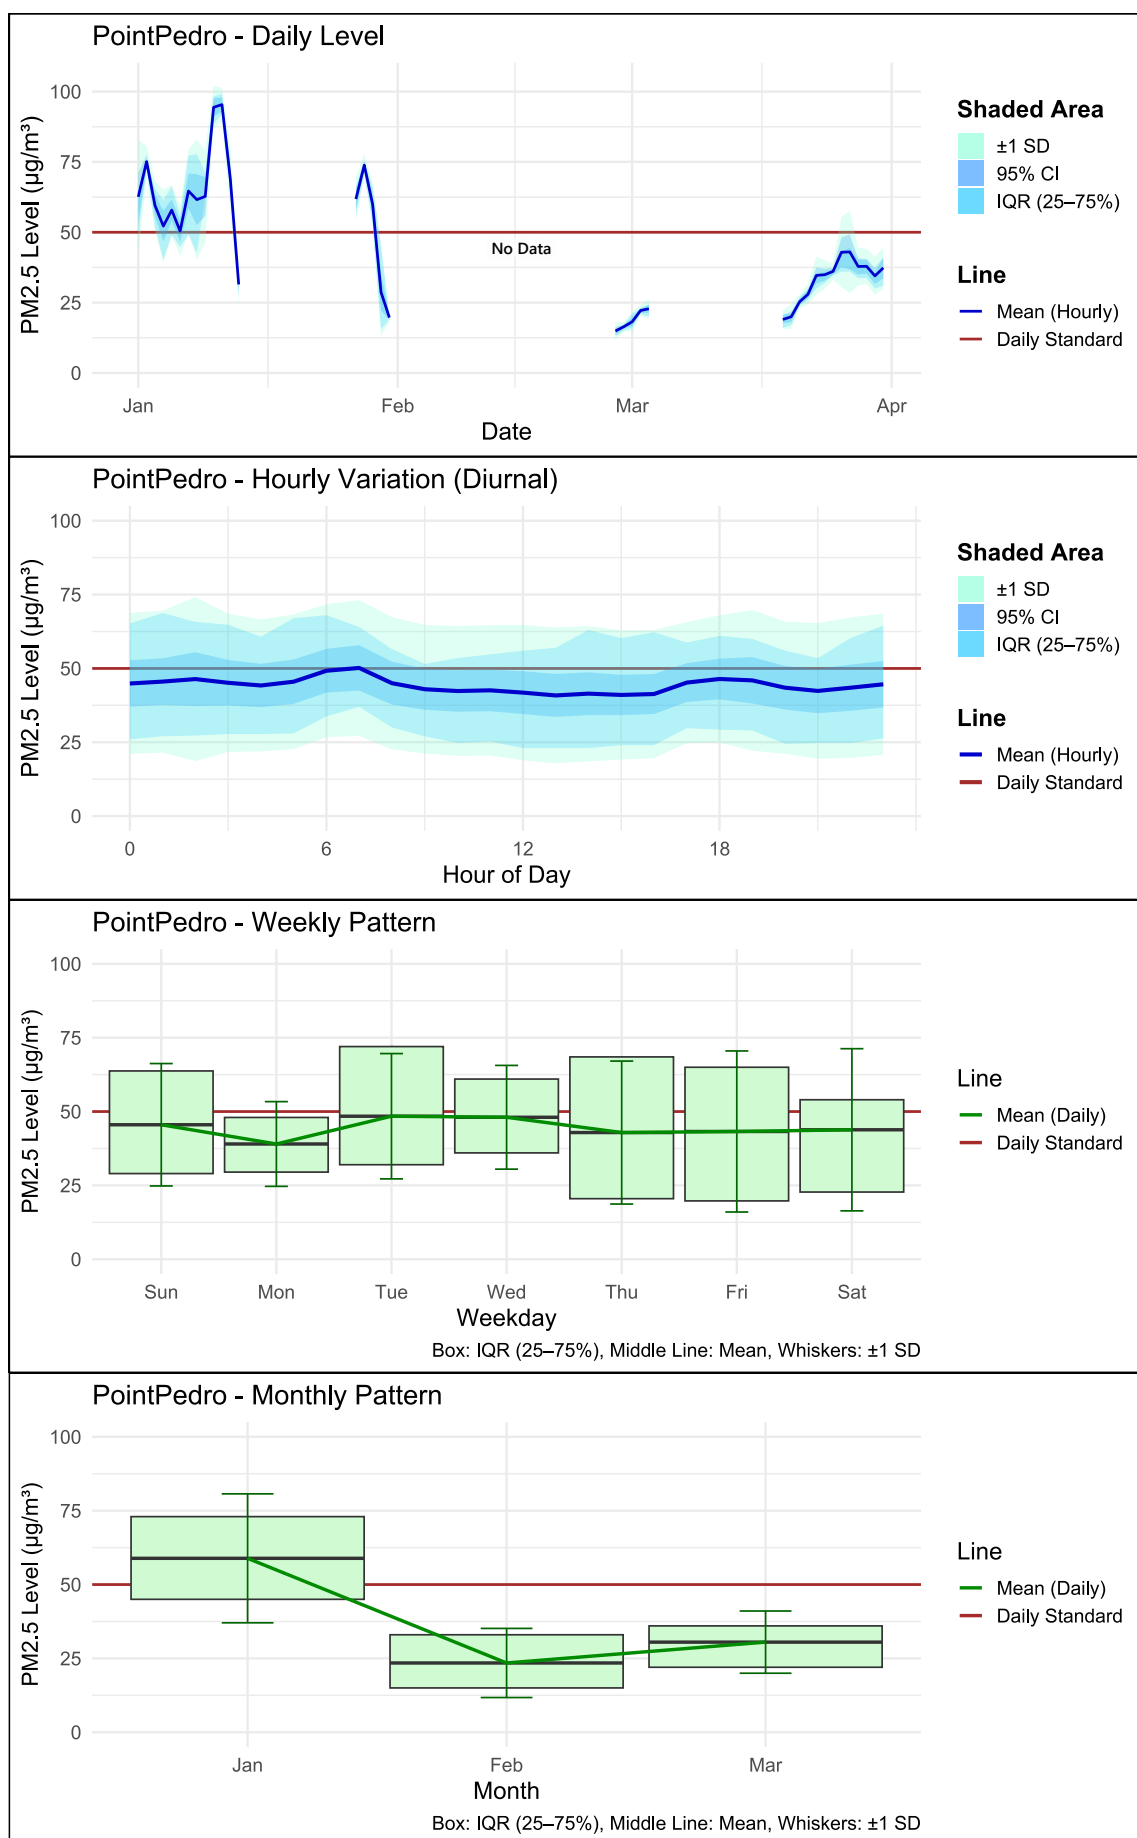 PointPedro - Daily Level
PM2.5 Level (µg/m³)
100
75
50
25
0
No Data
Jan
Feb
Mar
Apr
Date
Shaded Area
±1 SD
95% CI
IQR (25–75%)
Line
Mean (Hourly)
Daily Standard
PointPedro - Hourly Variation (Diurnal)
PM2.5 Level (µg/m³)
100
75
50
25
0
0
6
12
18
Hour of Day
Shaded Area
±1 SD
95% CI
IQR (25–75%)
Line
Mean (Hourly)
Daily Standard
PointPedro - Weekly Pattern
PM2.5 Level (µg/m³)
100
75
50
25
0
Sun
Mon
Tue
Wed
Thu
Fri
Sat
Weekday
Line
Mean (Daily)
Daily Standard
Box: IQR (25–75%), Middle Line: Mean, Whiskers: ±1 SD
PointPedro - Monthly Pattern
PM2.5 Level (µg/m³)
100
75
50
25
0
Jan
Feb
Mar
Month
Line
Mean (Daily)
Daily Standard
Box: IQR (25–75%), Middle Line: Mean, Whiskers: ±1 SD